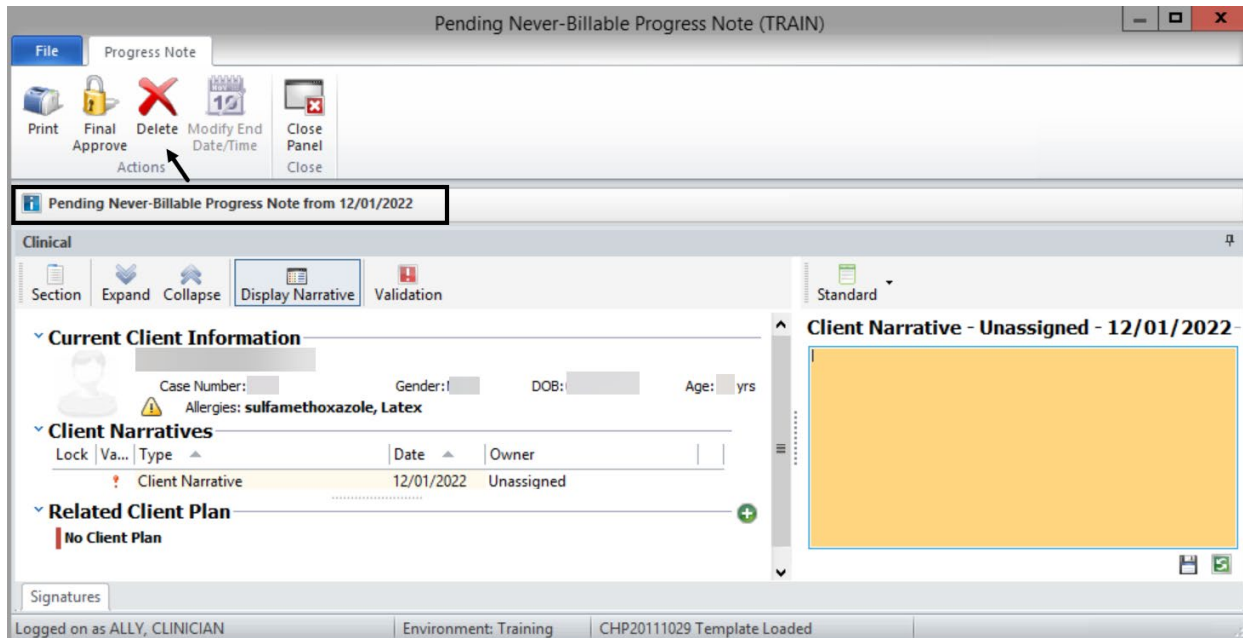 Pending Never-Billable Progress Note (TRAIN)
File Progress Note
Print Final Approve Delete Modify End Date/Time Close Panel
Actions Close
Pending Never-Billable Progress Note from 12/01/2022
Clinical
Section Expand Collapse Display Narrative Validation Standard
Current Client Information
Client Narrative - Unassigned - 12/01/2022
Case Number: Gender: DOB: Age: yrs
Allergies: sulfamethoxazole, Latex
Client Narratives
Lock Va... Type Date Owner
Client Narrative 12/01/2022 Unassigned
Related Client Plan
No Client Plan
Signatures
Logged on as ALLY, CLINICIAN Environment: Training CHP20111029 Template Loaded